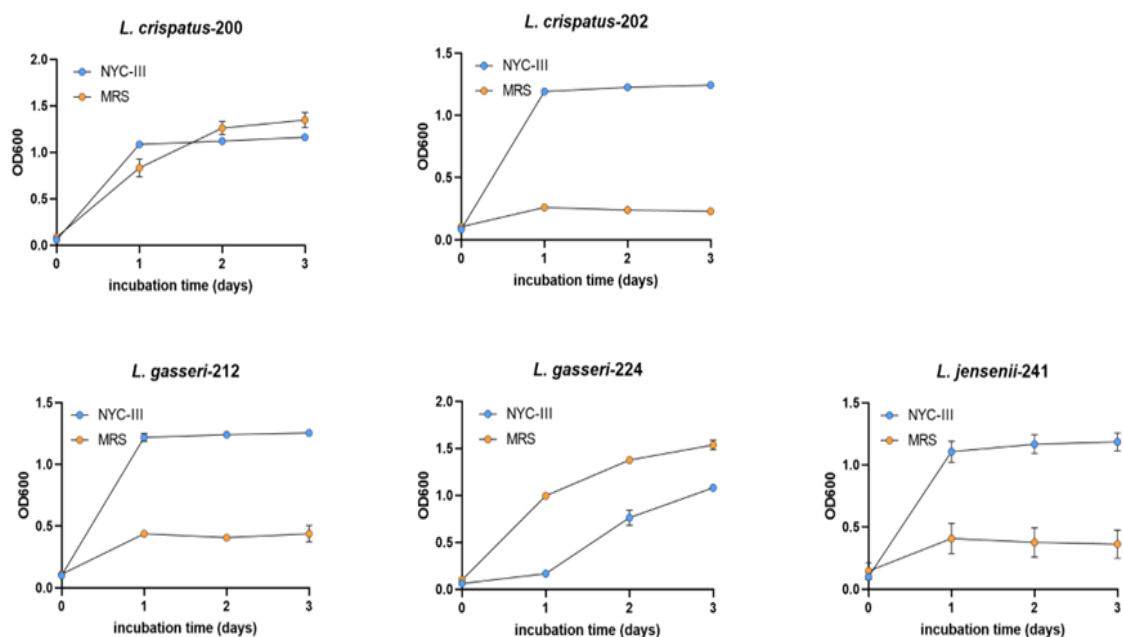 L. crispatus-200
2.0
1.5
1.0
0.5
0.0
OD600
NYC-III
MRS
0 1 2 3
incubation time (days)
L. crispatus-202
1.5
1.0
0.5
0.0
OD600
NYC-III
MRS
0 1 2 3
incubation time (days)
L. gasseri-212
1.5
1.0
0.5
0.0
OD600
NYC-III
MRS
0 1 2 3
incubation time (days)
L. gasseri-224
2.0
1.5
1.0
0.5
0.0
OD600
NYC-III
MRS
0 1 2 3
incubation time (days)
L. jensenii-241
1.5
1.0
0.5
0.0
OD600
NYC-III
MRS
0 1 2 3
incubation time (days)